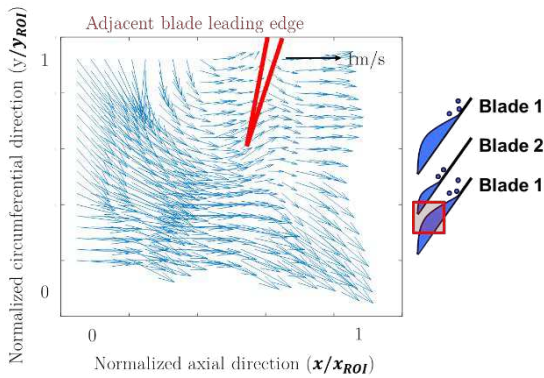 Adjacent blade leading edge
1m/s
Normalized circumferential direction (y/y_ROI)
1
0
0
1
Normalized axial direction (x/x_ROI)
Blade 1
Blade 2
Blade 1